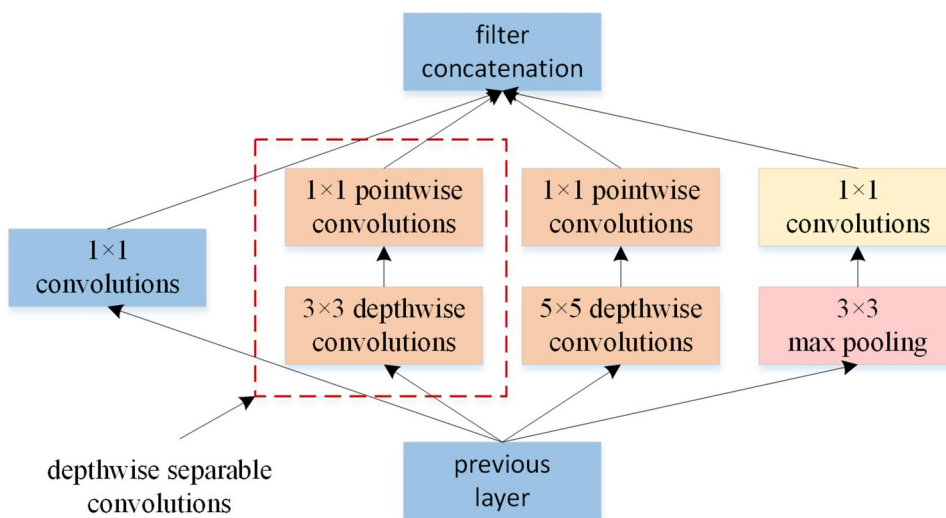 filter
concatenation
1×1 pointwise
convolutions
1×1 pointwise
convolutions
1×1
convolutions
1×1
convolutions
3×3 depthwise
convolutions
5×5 depthwise
convolutions
3×3
max pooling
depthwise separable
convolutions
previous
layer